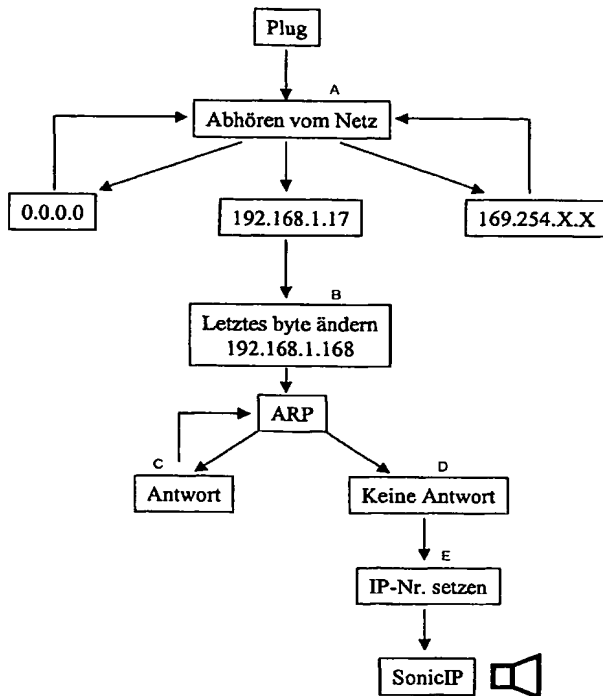 Plug
A
Abhören vom Netz
0.0.0.0
192.168.1.17
169.254.X.X
B
Letztes byte ändern
192.168.1.168
ARP
C
Antwort
D
Keine Antwort
E
IP-Nr. setzen
SonicIP